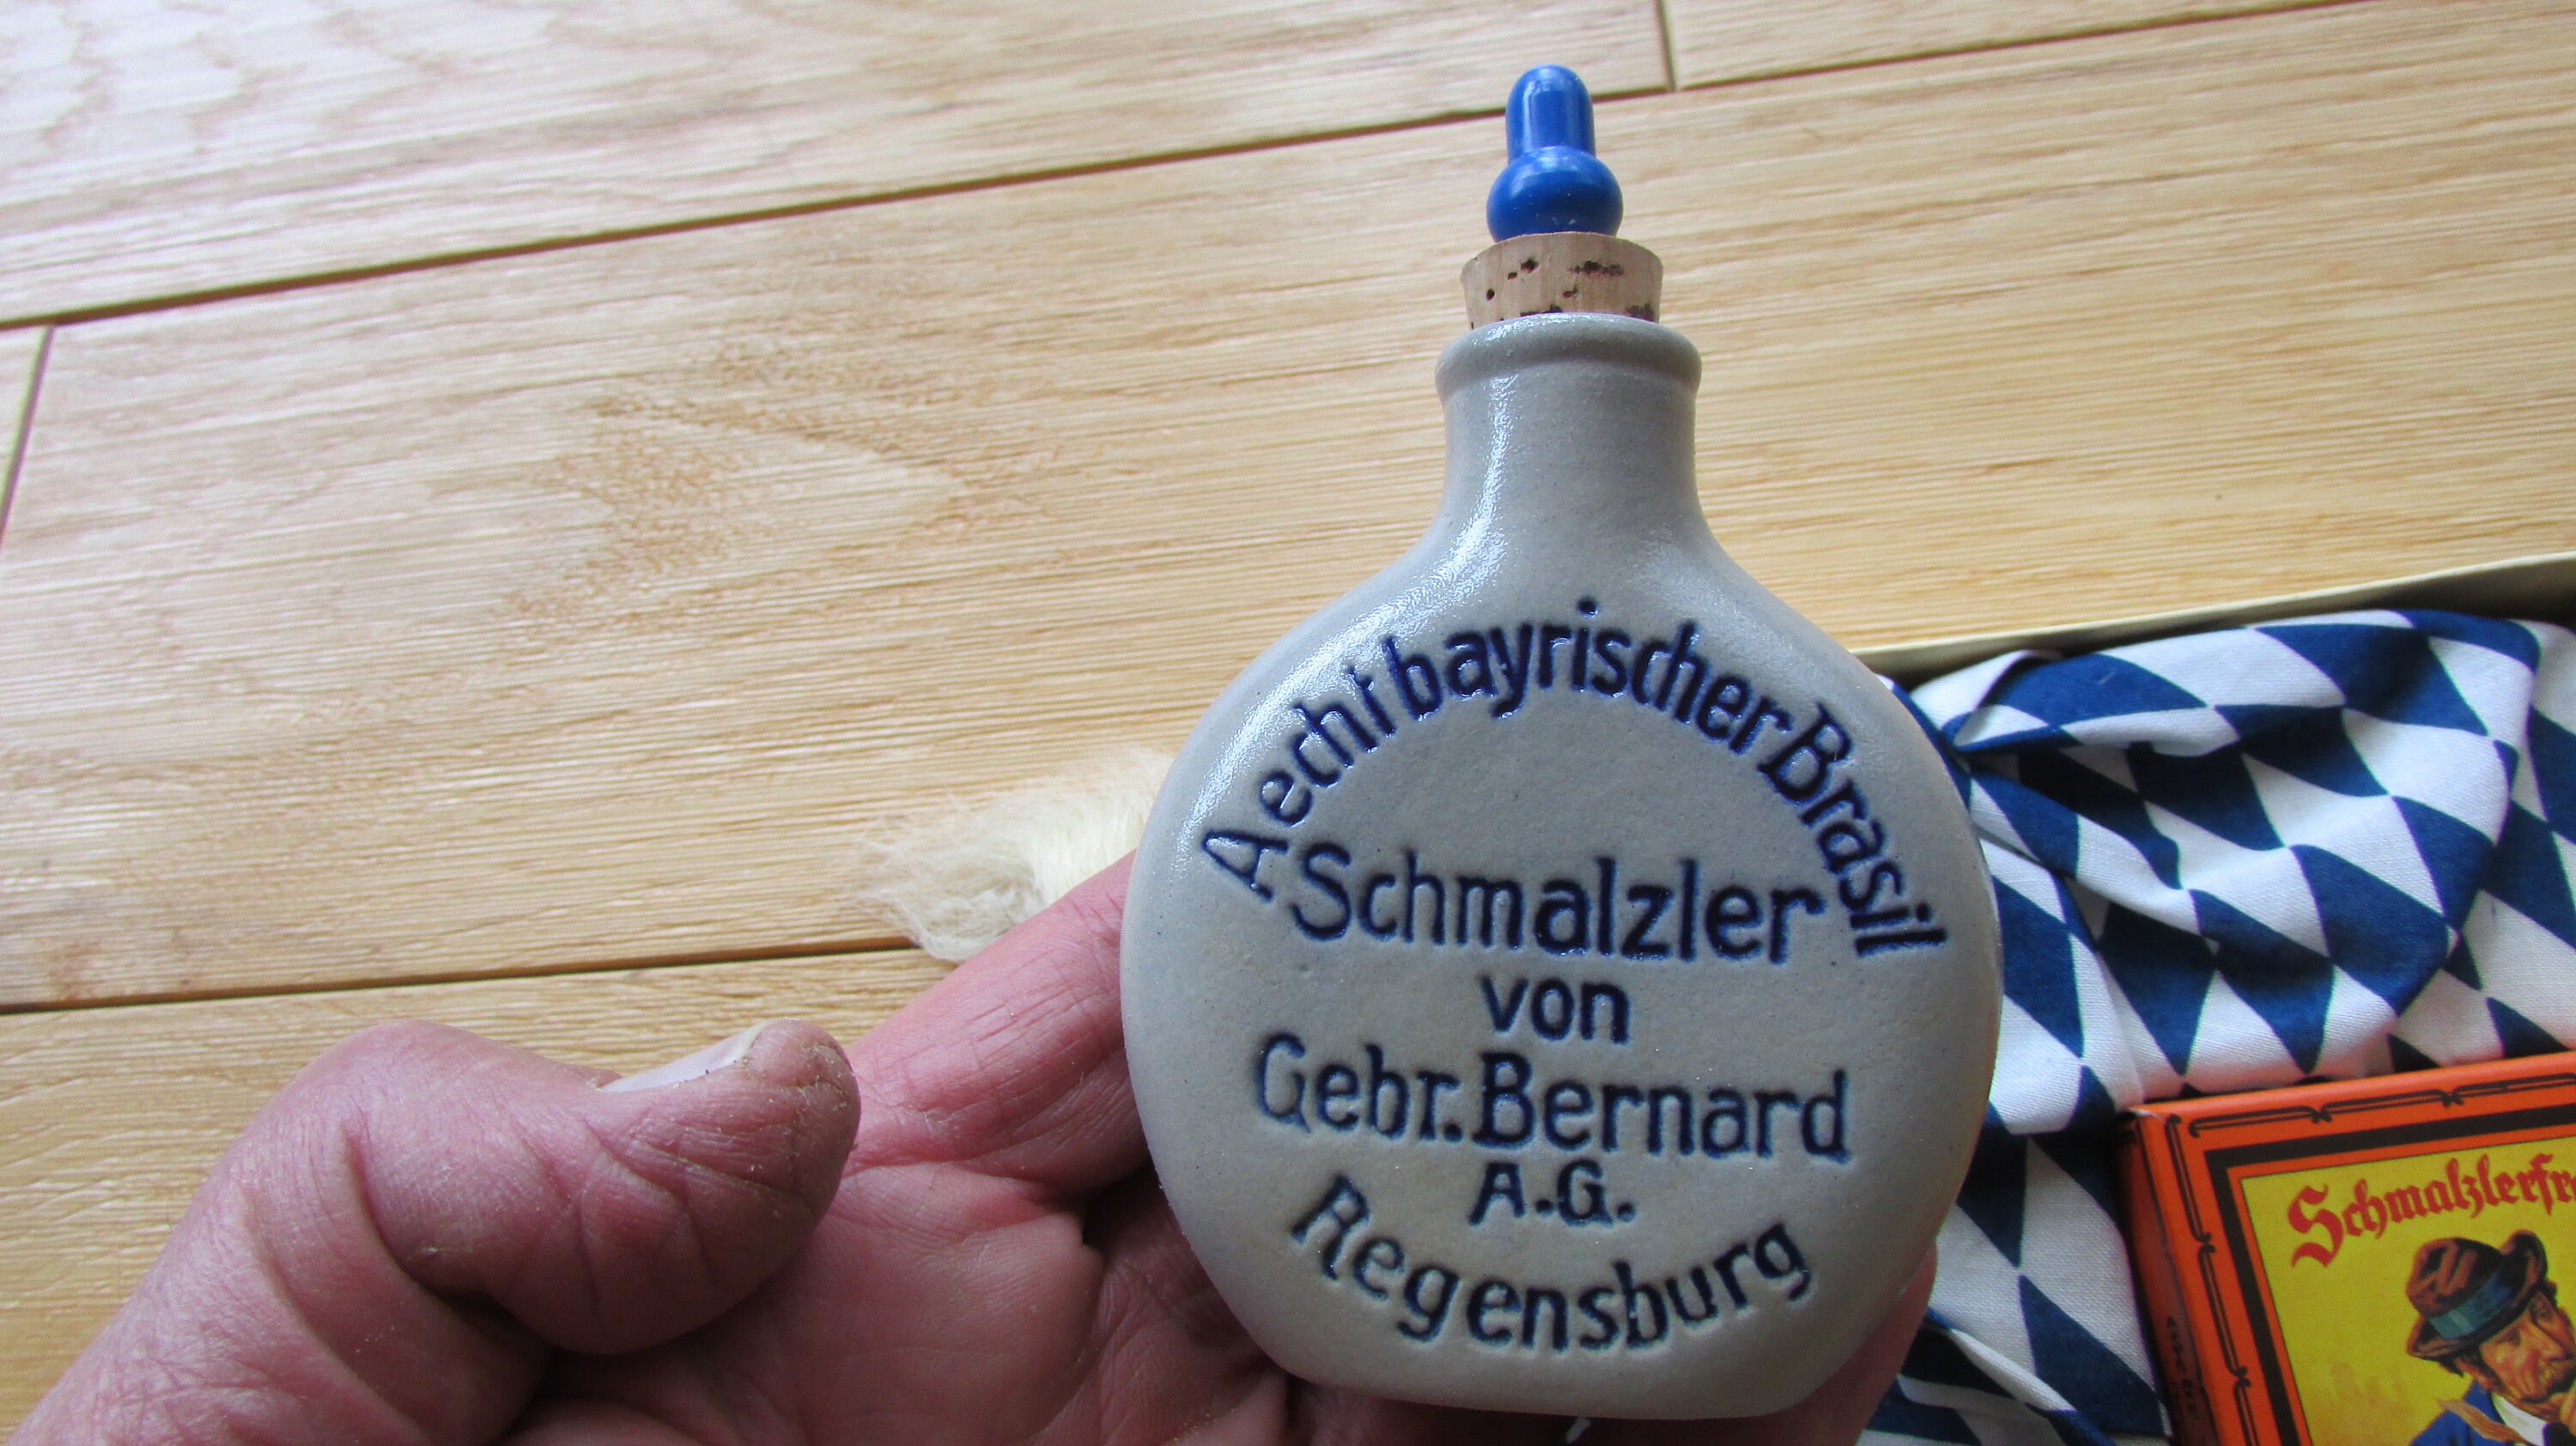 Aecht bayrischer Brasil
Schmalzler
von
Gebr. Bernard
A.G.
Regensburg